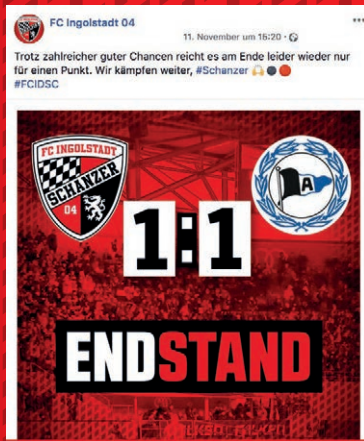 FC Ingolstadt 04
11. November um 16:20
Trotz zahlreicher guter Chancen reicht es am Ende leider wieder nur
für einen Punkt. Wir kämpfen weiter, #Schanzer
#FCIDSC
FC INGOLSTADT
SCHANZER
04
A
1:1
ENDSTAND